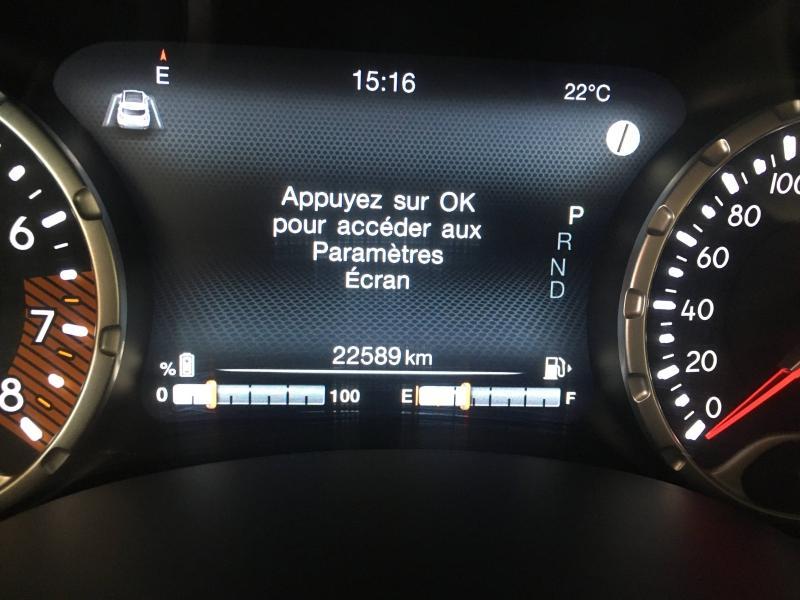 E 15:16 22°C
Appuyez sur OK
pour accéder aux
Paramètres
Écran
P
R
N
D
22589 km
%
0 100 E F
6
7
8
100
80
60
40
20
0